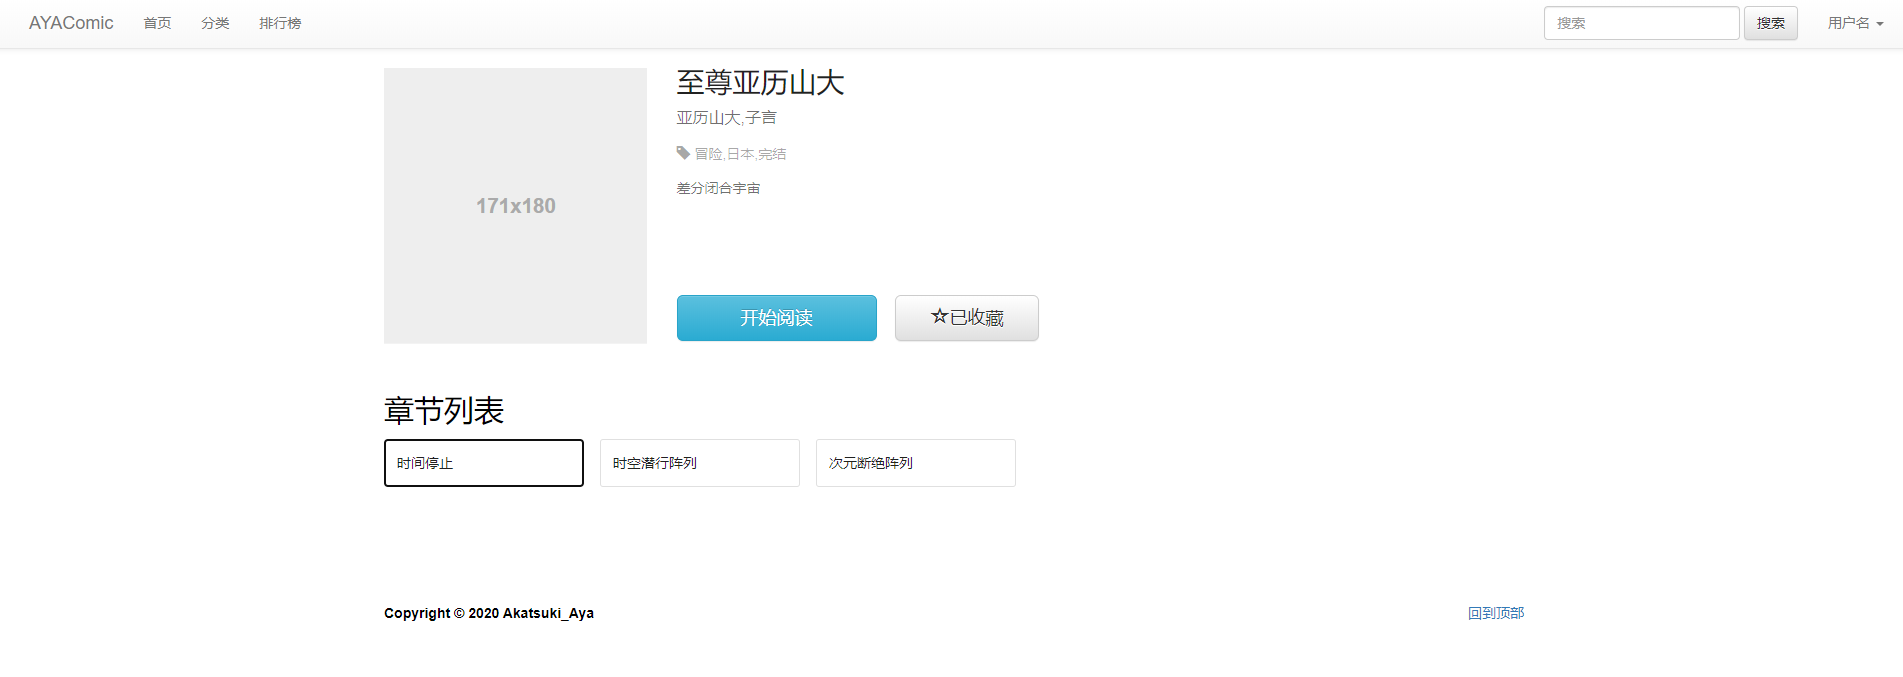 AYAComic 首页 分类 排行榜 搜索 搜索 用户名
171x180
至尊亚历山大
亚历山大,子言
冒险,日本,完结
差分闭合宇宙
开始阅读 ☆已收藏
章节列表
时间停止 时空潜行阵列 次元断绝阵列
Copyright © 2020 Akatsuki_Aya 回到顶部